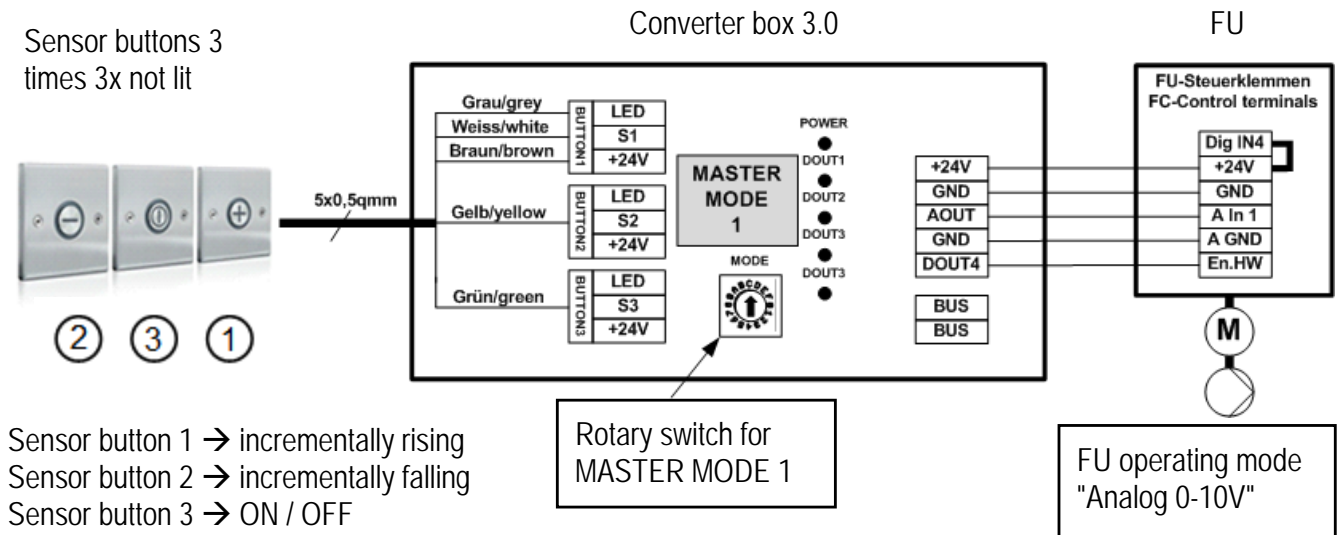 Converter box 3.0
FU
Sensor buttons 3
times 3x not lit
FU-Steuerklemmen
FC-Control terminals
Grau/grey
Weiss/white
Braun/brown
BUTTON1
LED
S1
+24V
5x0,5qmm
Gelb/yellow
BUTTON2
LED
S2
+24V
Grün/green
BUTTON3
LED
S3
+24V
MASTER
MODE
1
MODE
POWER
DOUT1
DOUT2
DOUT3
DOUT3
+24V
GND
AOUT
GND
DOUT4
BUS
BUS
Dig IN4
+24V
GND
A In 1
A GND
En.HW
M
2 3 1
Sensor button 1 → incrementally rising
Sensor button 2 → incrementally falling
Sensor button 3 → ON / OFF
Rotary switch for
MASTER MODE 1
FU operating mode
"Analog 0-10V"